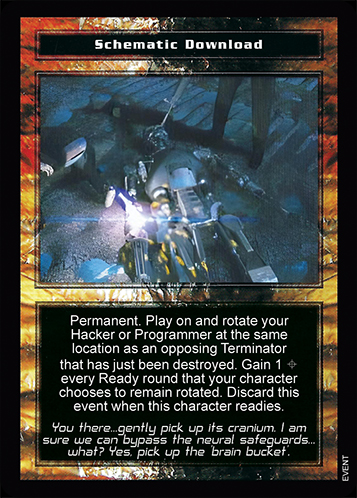 Schematic Download
Permanent. Play on and rotate your
Hacker or Programmer at the same
location as an opposing Terminator
that has just been destroyed. Gain 1
every Ready round that your character
chooses to remain rotated. Discard this
event when this character readies.
You there...gently pick up its cranium. I am
sure we can bypass the neural safeguards...
what? Yes, pick up the 'brain bucket'.
EVENT